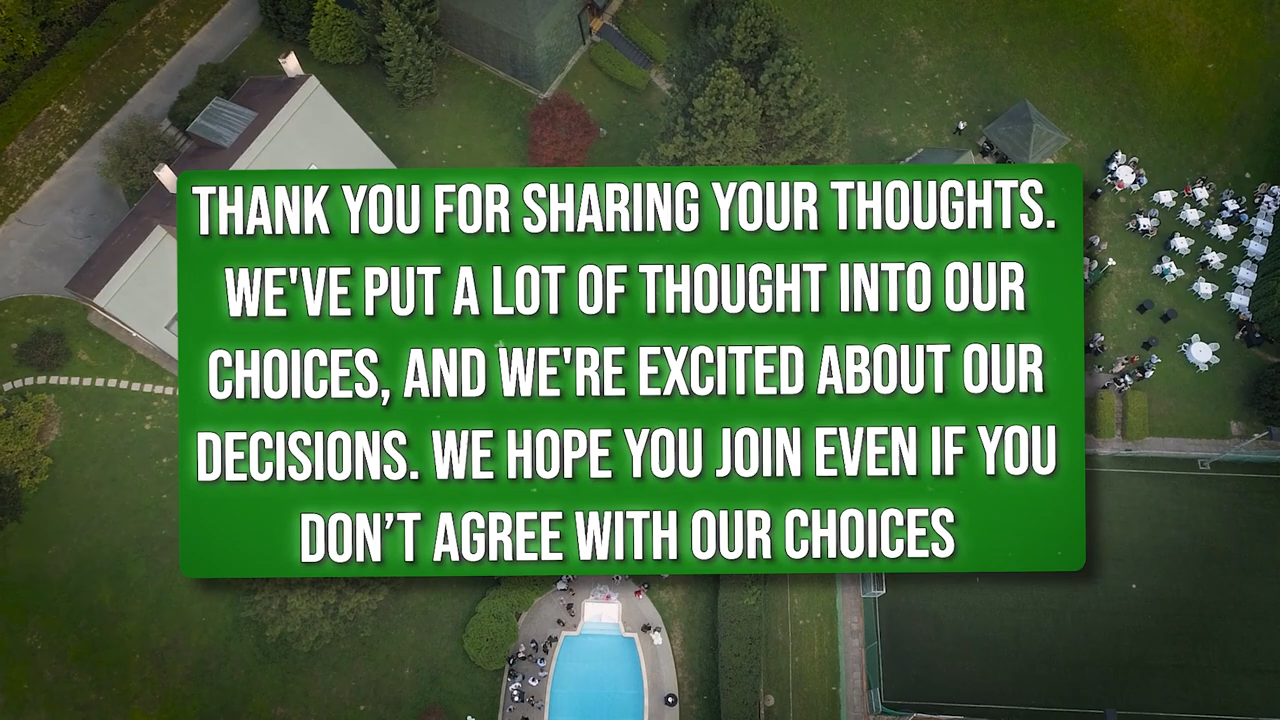 THANK YOU FOR SHARING YOUR THOUGHTS.
WE'VE PUT A LOT OF THOUGHT INTO OUR
CHOICES, AND WE'RE EXCITED ABOUT OUR
DECISIONS. WE HOPE YOU JOIN EVEN IF YOU
DON’T AGREE WITH OUR CHOICES